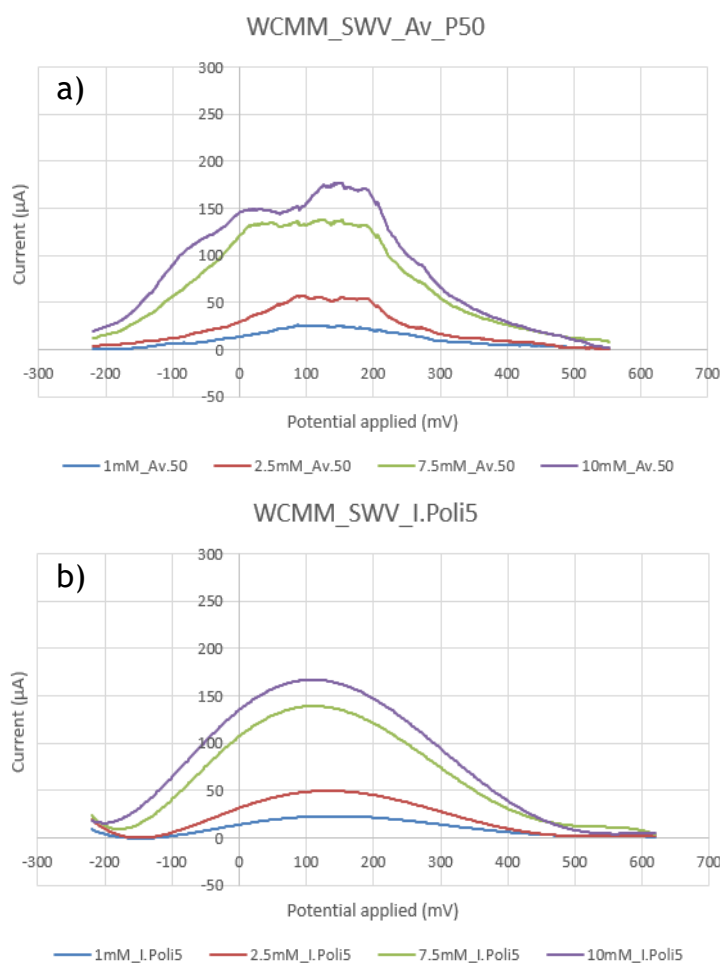 WCMM_SWV_Av_P50
a)
300
250
200
150
100
50
0
-50
-300 -200 -100 0 100 200 300 400 500 600 700
Current (µA)
Potential applied (mV)
1mM_Av.50 2.5mM_Av.50 7.5mM_Av.50 10mM_Av.50
WCMM_SWV_I.Poli5
b)
300
250
200
150
100
50
0
-50
-300 -200 -100 0 100 200 300 400 500 600 700
Current (µA)
Potential applied (mV)
1mM_I.Poli5 2.5mM_I.Poli5 7.5mM_I.Poli5 10mM_I.Poli5